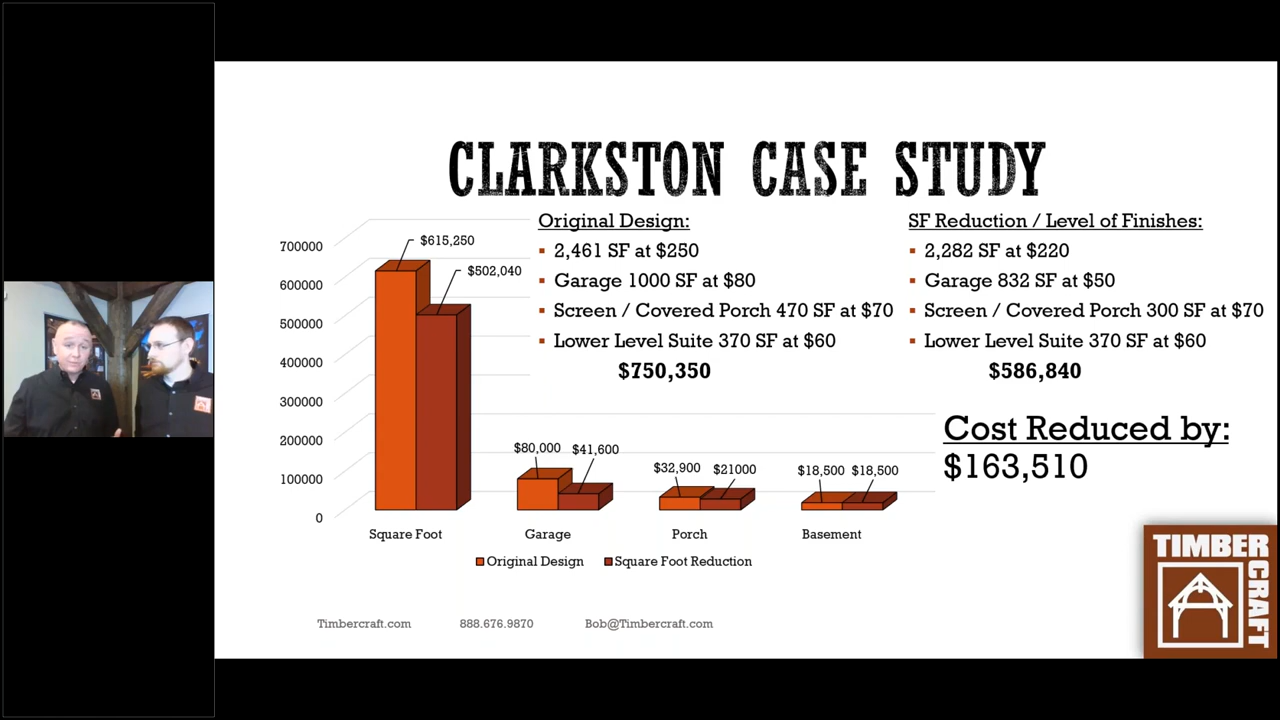 CLARKSTON CASE STUDY
Original Design:
▪ 2,461 SF at $250
▪ Garage 1000 SF at $80
▪ Screen / Covered Porch 470 SF at $70
▪ Lower Level Suite 370 SF at $60
$750,350
SF Reduction / Level of Finishes:
▪ 2,282 SF at $220
▪ Garage 832 SF at $50
▪ Screen / Covered Porch 300 SF at $70
▪ Lower Level Suite 370 SF at $60
$586,840
Cost Reduced by:
$163,510
700000
600000
500000
400000
300000
200000
100000
0
$615,250
$502,040
$80,000
$41,600
$32,900
$21000
$18,500
$18,500
Square Foot
Garage
Porch
Basement
Original Design
Square Foot Reduction
Timbercraft.com
888.676.9870
Bob@Timbercraft.com
TIMBER
CRAFT